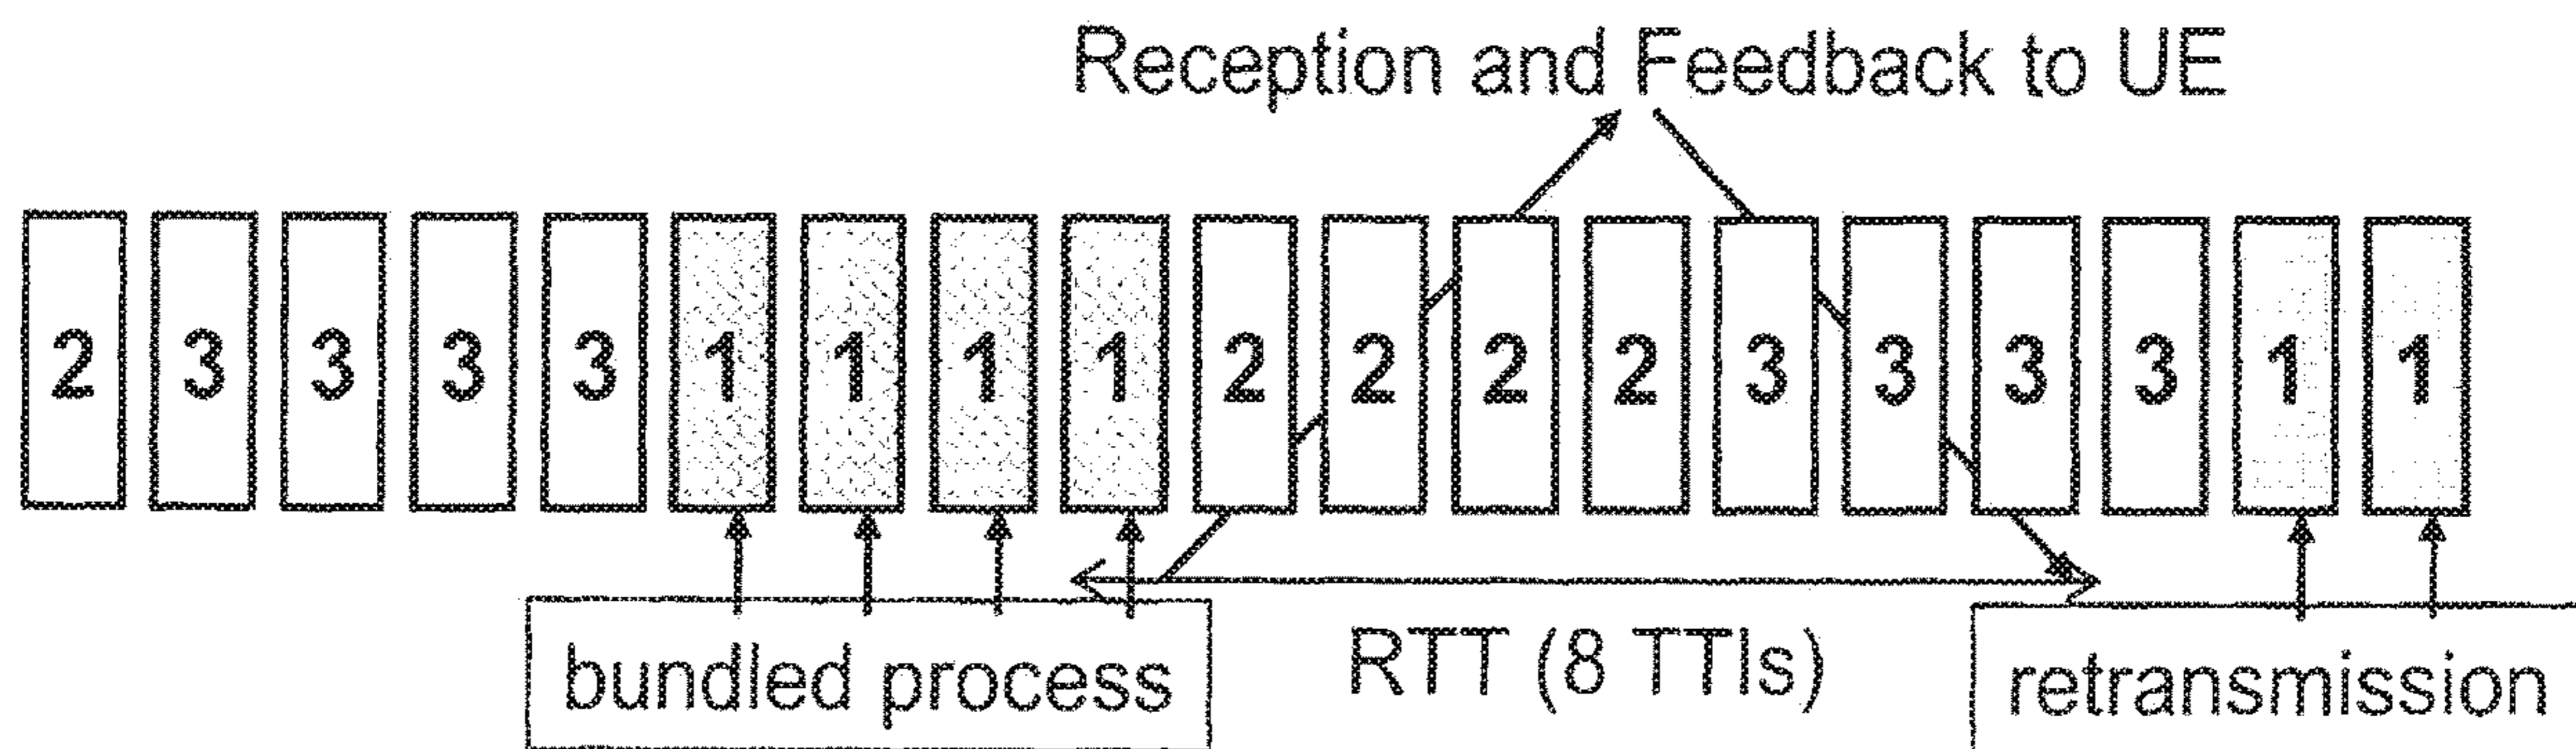 Reception and Feedback to UE
2 3 3 3 3 1 1 1 1 2 2 2 2 3 3 3 3 1 1
bundled process RTT (8 TTIs) retransmission